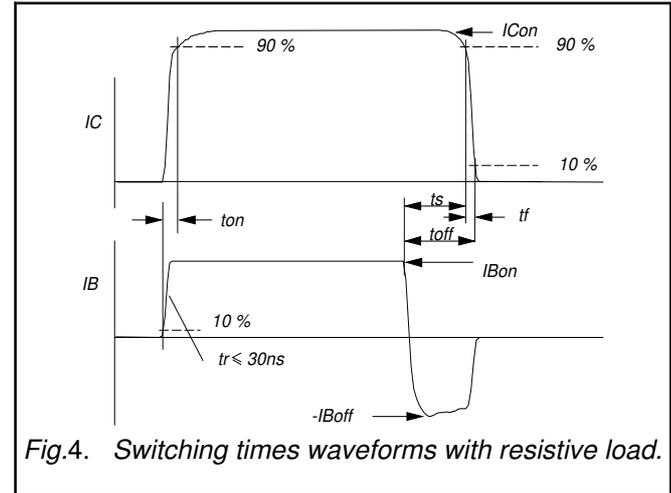 ICon
90 %
90 %
IC
10 %
ts
ton
tf
toff
IBon
IB
10 %
tr ≤ 30ns
-IBoff
Fig.4. Switching times waveforms with resistive load.